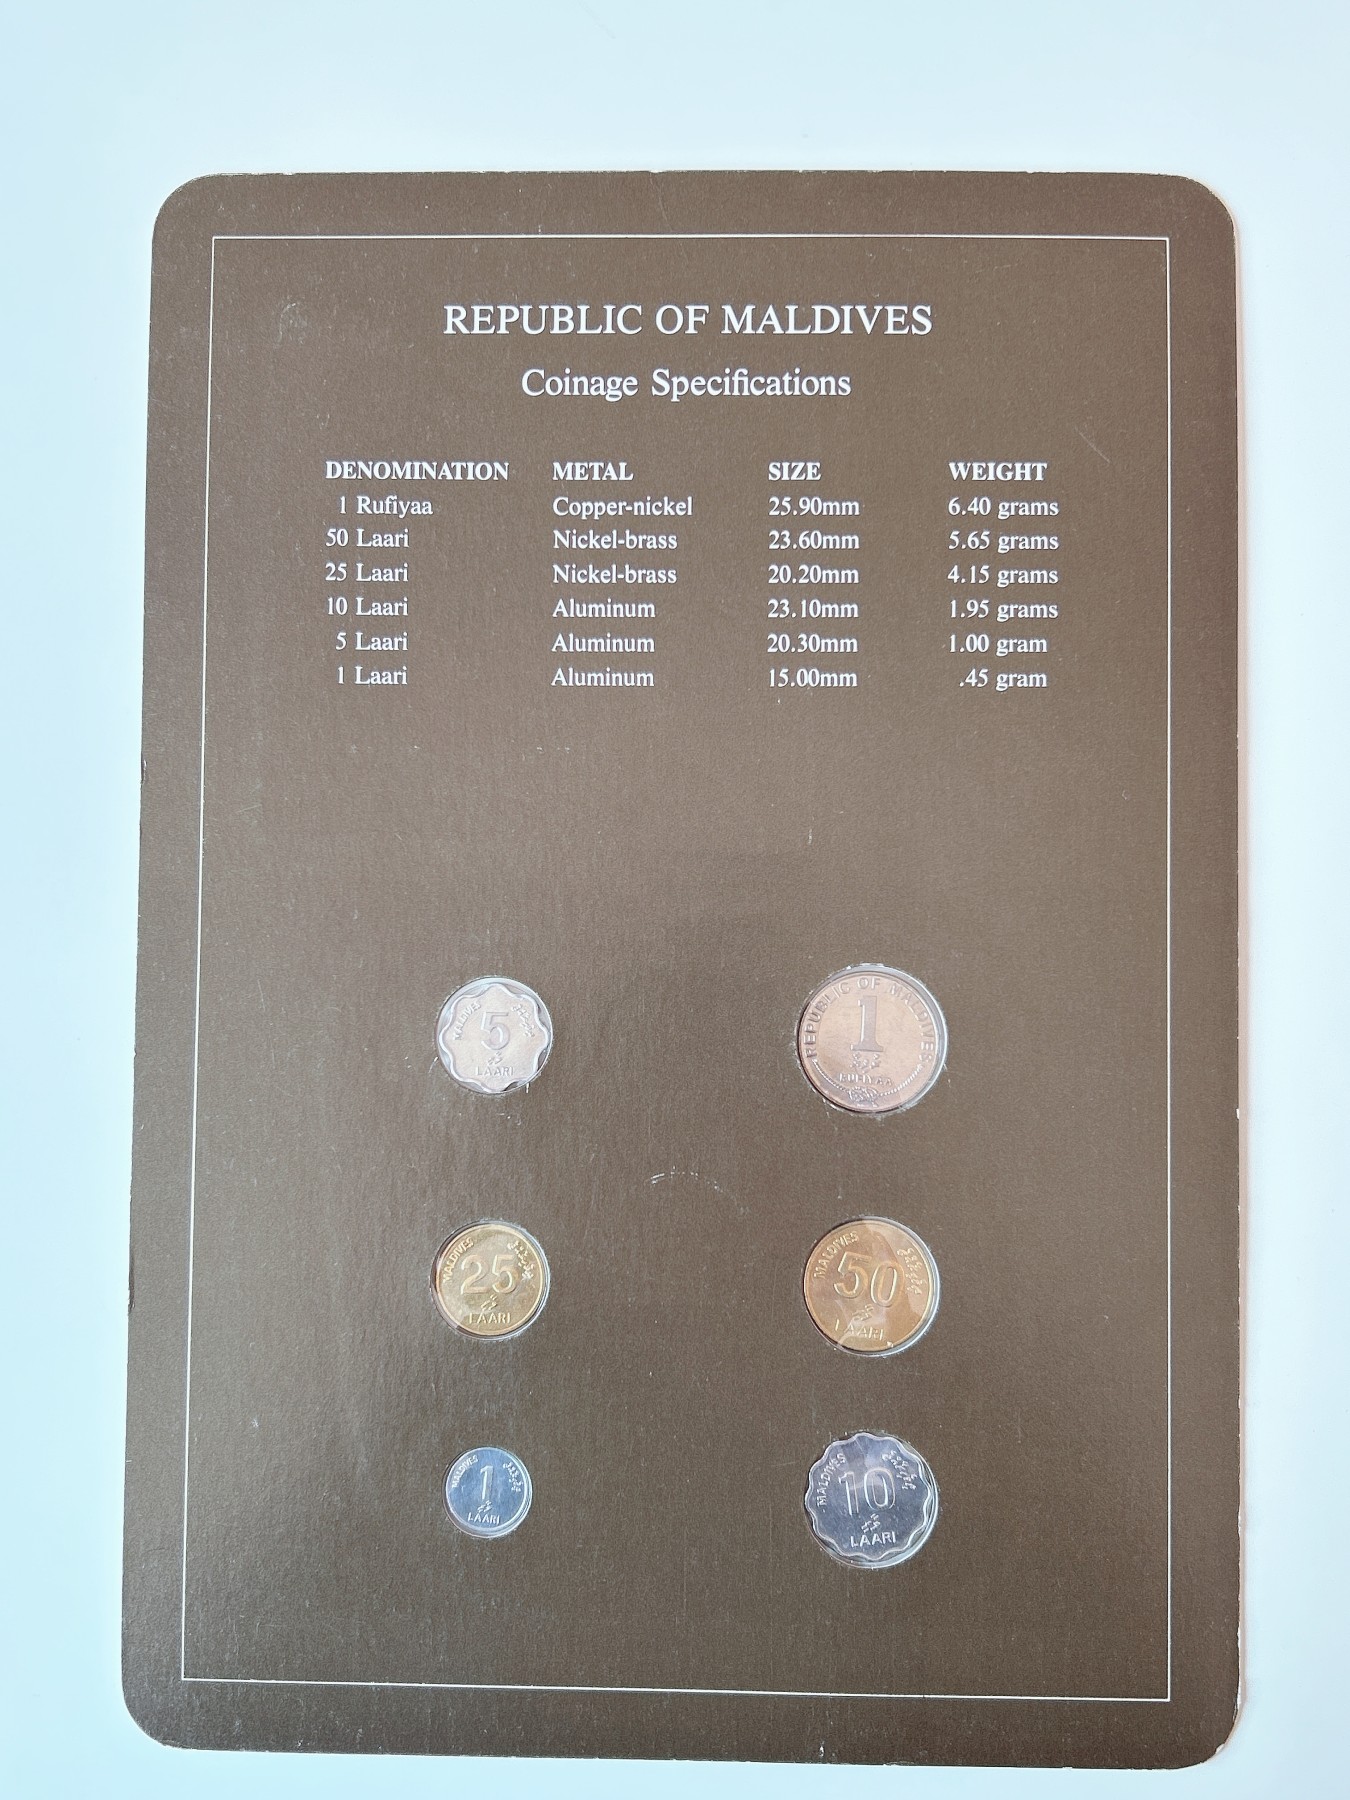 REPUBLIC OF MALDIVES
Coinage Specifications
DENOMINATION METAL SIZE WEIGHT
1 Rufiyaa Copper-nickel 25.90mm 6.40 grams
50 Laari Nickel-brass 23.60mm 5.65 grams
25 Laari Nickel-brass 20.20mm 4.15 grams
10 Laari Aluminum 23.10mm 1.95 grams
5 Laari Aluminum 20.30mm 1.00 gram
1 Laari Aluminum 15.00mm .45 gram
MALDIVES
5
LAARI
REPUBLIC OF MALDIVES
1
RUFIYAA
MALDIVES
25
LAARI
MALDIVES
50
LAARI
MALDIVES
1
LAARI
MALDIVES
10
LAARI